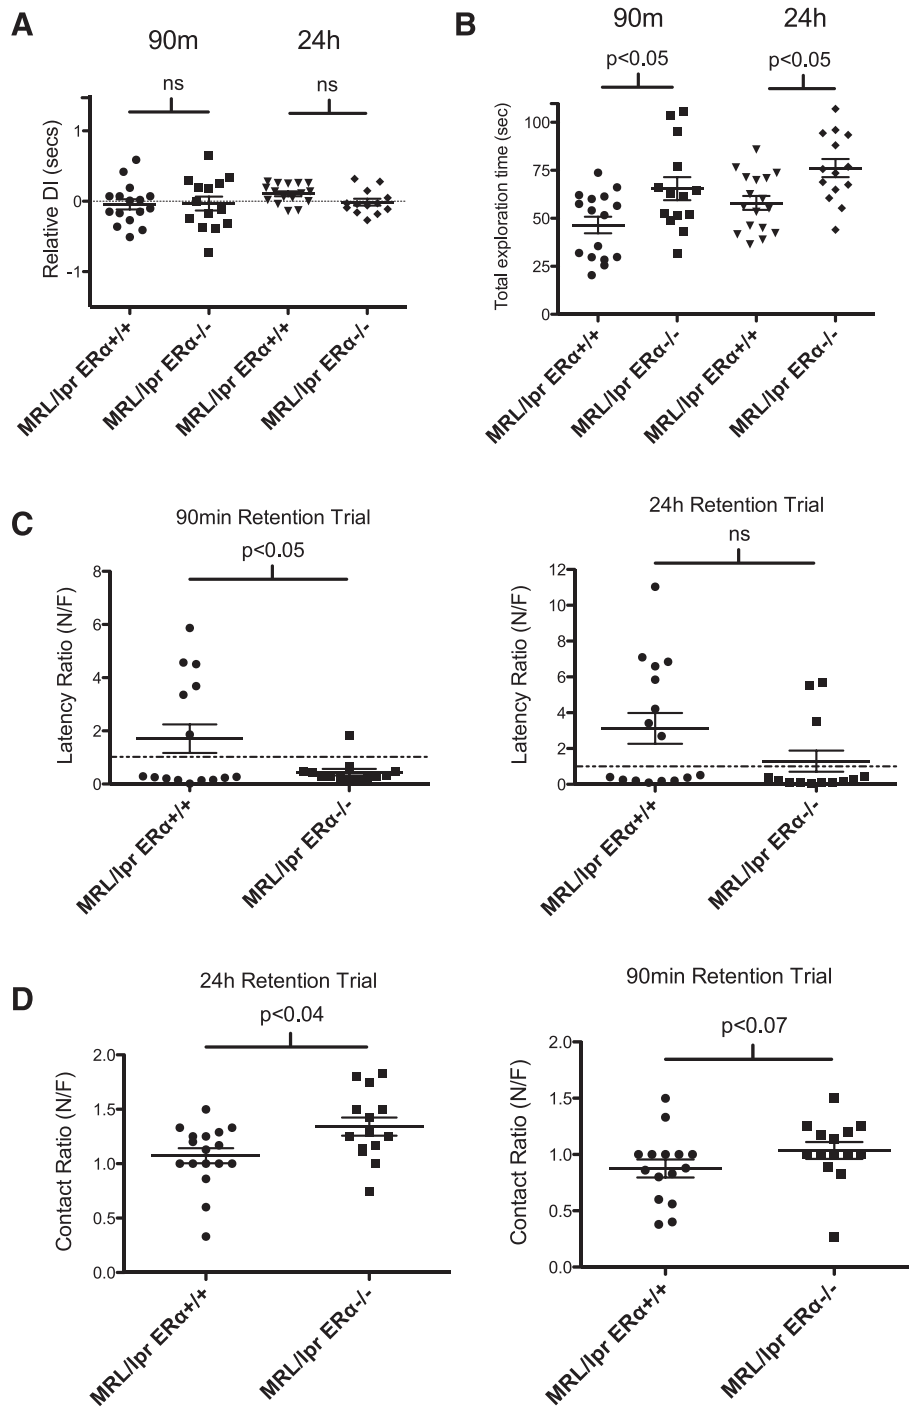 A
90m
24h
ns
ns
Relative DI (secs)
1
0
-1
MRL/lpr ERα+/+
MRL/lpr ERα-/-
MRL/lpr ERα+/+
MRL/lpr ERα-/-
B
90m
24h
p<0.05
p<0.05
Total exploration time (sec)
100
75
50
25
0
MRL/lpr ERα+/+
MRL/lpr ERα-/-
MRL/lpr ERα+/+
MRL/lpr ERα-/-
C
90min Retention Trial
p<0.05
Latency Ratio (N/F)
8
6
4
2
0
MRL/lpr ERα+/+
MRL/lpr ERα-/-
24h Retention Trial
ns
Latency Ratio (N/F)
12
10
8
6
4
2
0
MRL/lpr ERα+/+
MRL/lpr ERα-/-
D
24h Retention Trial
p<0.04
Contact Ratio (N/F)
2.0
1.5
1.0
0.5
0.0
MRL/lpr ERα+/+
MRL/lpr ERα-/-
90min Retention Trial
p<0.07
Contact Ratio (N/F)
2.0
1.5
1.0
0.5
0.0
MRL/lpr ERα+/+
MRL/lpr ERα-/-